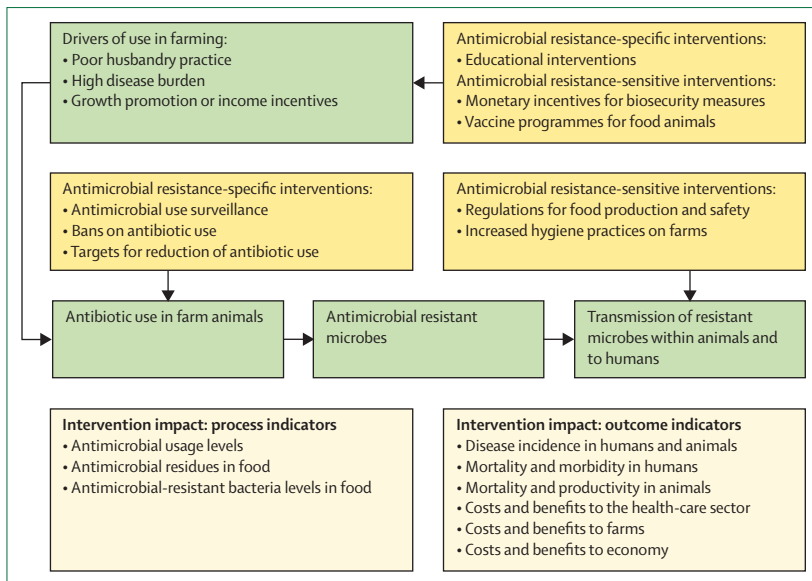 Drivers of use in farming:
• Poor husbandry practice
• High disease burden
• Growth promotion or income incentives
Antimicrobial resistance-specific interventions:
• Educational interventions
Antimicrobial resistance-sensitive interventions:
• Monetary incentives for biosecurity measures
• Vaccine programmes for food animals
Antimicrobial resistance-specific interventions:
• Antimicrobial use surveillance
• Bans on antibiotic use
• Targets for reduction of antibiotic use
Antimicrobial resistance-sensitive interventions:
• Regulations for food production and safety
• Increased hygiene practices on farms
Antibiotic use in farm animals
Antimicrobial resistant
microbes
Transmission of resistant
microbes within animals and
to humans
Intervention impact: process indicators
• Antimicrobial usage levels
• Antimicrobial residues in food
• Antimicrobial-resistant bacteria levels in food
Intervention impact: outcome indicators
• Disease incidence in humans and animals
• Mortality and morbidity in humans
• Mortality and productivity in animals
• Costs and benefits to the health-care sector
• Costs and benefits to farms
• Costs and benefits to economy